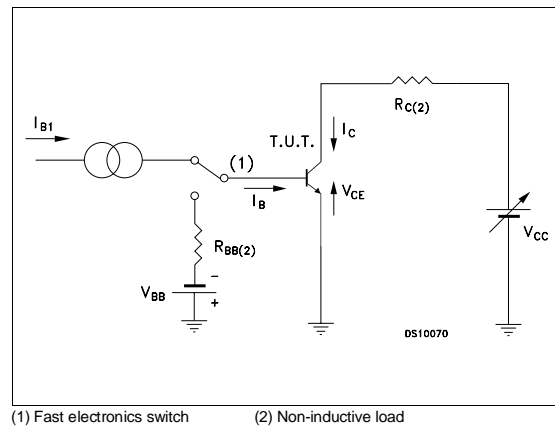 I_B1
(1)
I_B
T.U.T.
I_C
V_CE
R_C(2)
V_CC
R_BB(2)
V_BB
−
+
DS10070
(1) Fast electronics switch (2) Non-inductive load